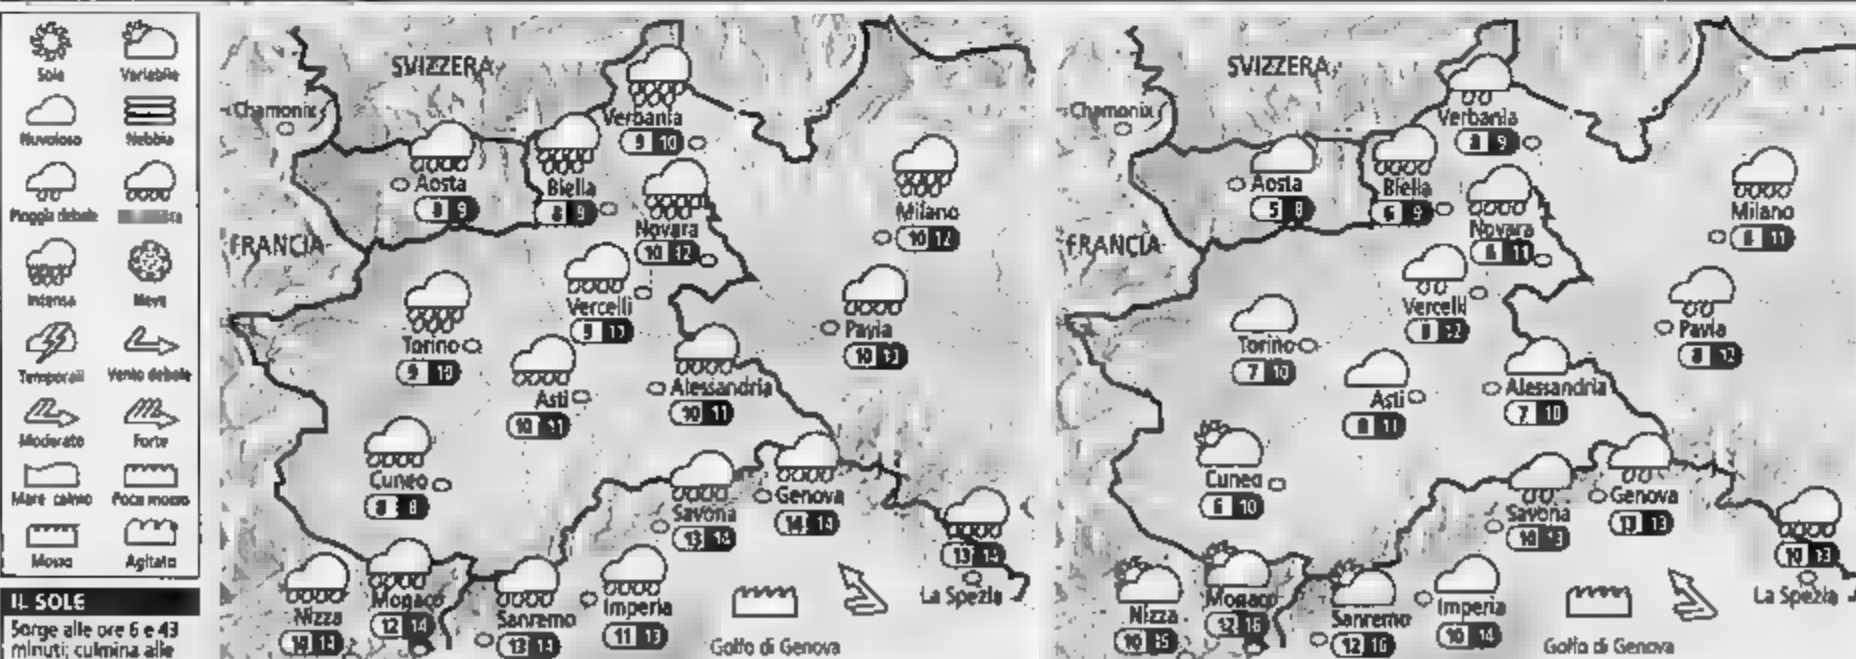 Sole Variabile
Nuvoloso Nebbia
Pioggia debole
Intensa Neve
Temporali Vento debole
Moderato Forte
Mare calmo Poco mosso
Mosso Agitato
IL SOLE
Sorge alle ore 6 e 43
minuti; culmina alle
SVIZZERA
Chamonix
Verbania
9 10
Aosta
8 9
Biella
8 9
Novara
10 12
Milano
10 12
FRANCIA
Vercelli
9
Torino
9 10
Pavia
10
Asti
10 11
Alessandria
10 11
Cuneo
8 8
Savona
13 14
Genova
14 14
La Spezia
13 14
Nizza
Monaco
12 14
Sanremo
13
Imperia
11 13
Golfo di Genova
SVIZZERA
Chamonix
Verbania
8 9
Aosta
5 8
Biella
6 9
Novara
6 11
Milano
11
FRANCIA
Vercelli
Torino
7 10
Pavia
8 12
Asti
8 11
Alessandria
7 10
Cuneo
6 10
Savona
10 13
Genova
13
La Spezia
10 13
Nizza
10 15
Monaco
12 16
Sanremo
12 16
Imperia
10 14
Golfo di Genova